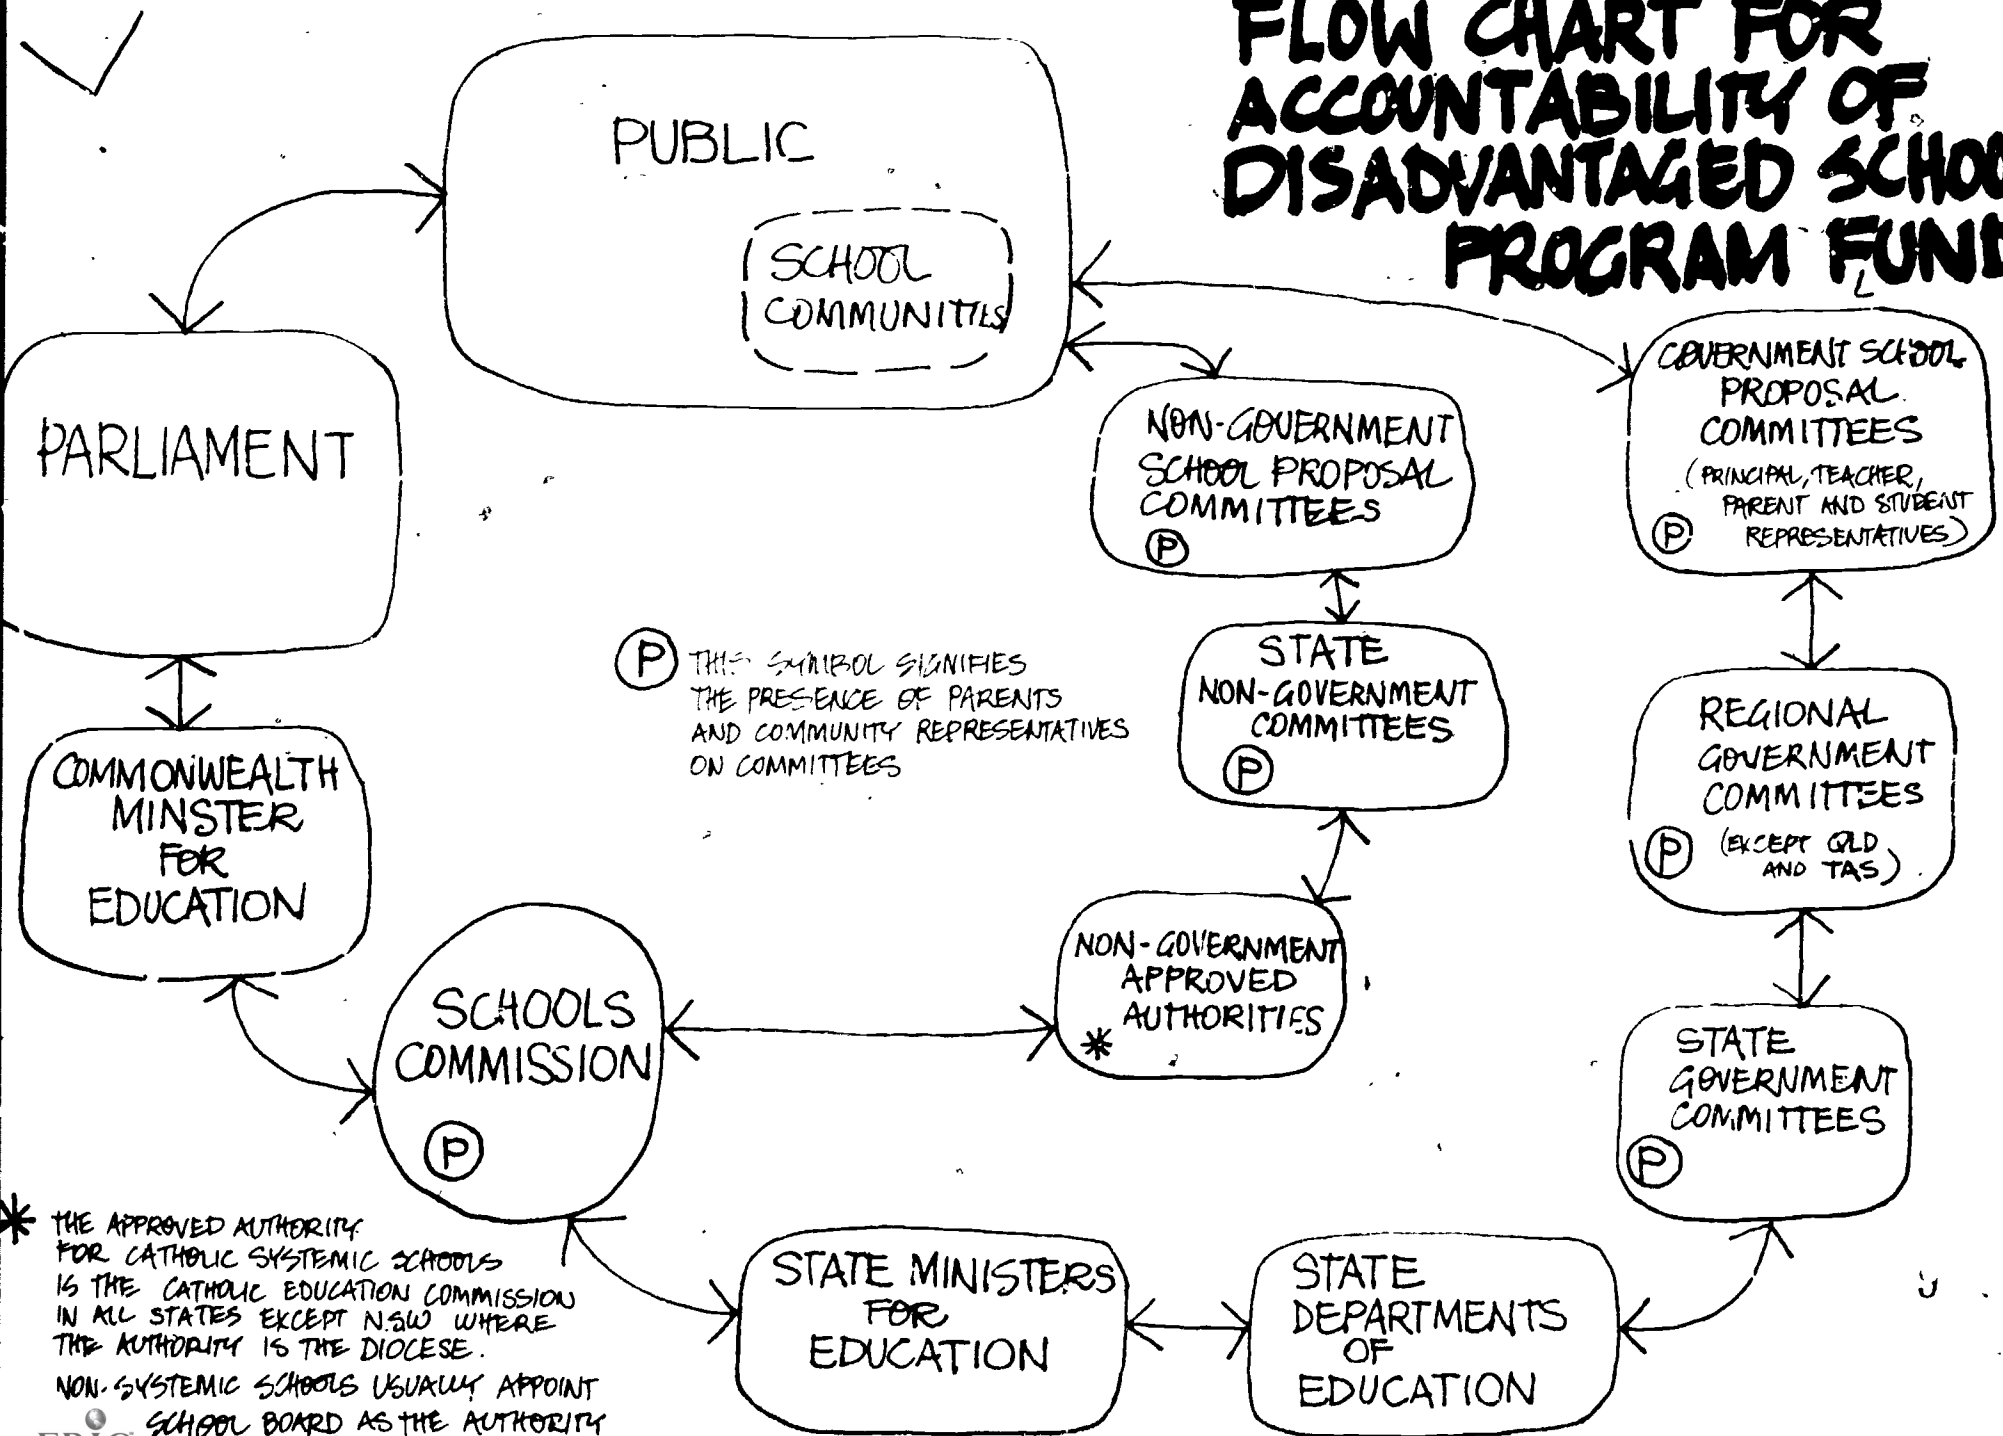 FLOW CHART FOR
ACCOUNTABILITY OF
DISADVANTAGED SCHOO
PROGRAM FUND
PUBLIC
SCHOOL
COMMUNITIES
PARLIAMENT
NON-GOVERNMENT
SCHOOL PROPOSAL
COMMITTEES
P
GOVERNMENT SCHOOL
PROPOSAL
COMMITTEES
(PRINCIPAL, TEACHER,
PARENT AND STUDENT
REPRESENTATIVES)
P
P THIS SYMBOL SIGNIFIES
THE PRESENCE OF PARENTS
AND COMMUNITY REPRESENTATIVES
ON COMMITTEES
STATE
NON-GOVERNMENT
COMMITTEES
P
REGIONAL
GOVERNMENT
COMMITTEES
(EXCEPT QLD
AND TAS)
P
COMMONWEALTH
MINSTER
FOR
EDUCATION
SCHOOLS
COMMISSION
P
NON-GOVERNMENT
APPROVED
AUTHORITIES
*
STATE
GOVERNMENT
COMMITTEES
P
STATE MINISTERS
FOR
EDUCATION
STATE
DEPARTMENTS
OF
EDUCATION
* THE APPROVED AUTHORITY
FOR CATHOLIC SYSTEMIC SCHOOLS
IS THE CATHOLIC EDUCATION COMMISSION
IN ALL STATES EXCEPT N.SW WHERE
THE AUTHORITY IS THE DIOCESE.
NON-SYSTEMIC SCHOOLS USUALLY APPOINT
SCHOOL BOARD AS THE AUTHORITY